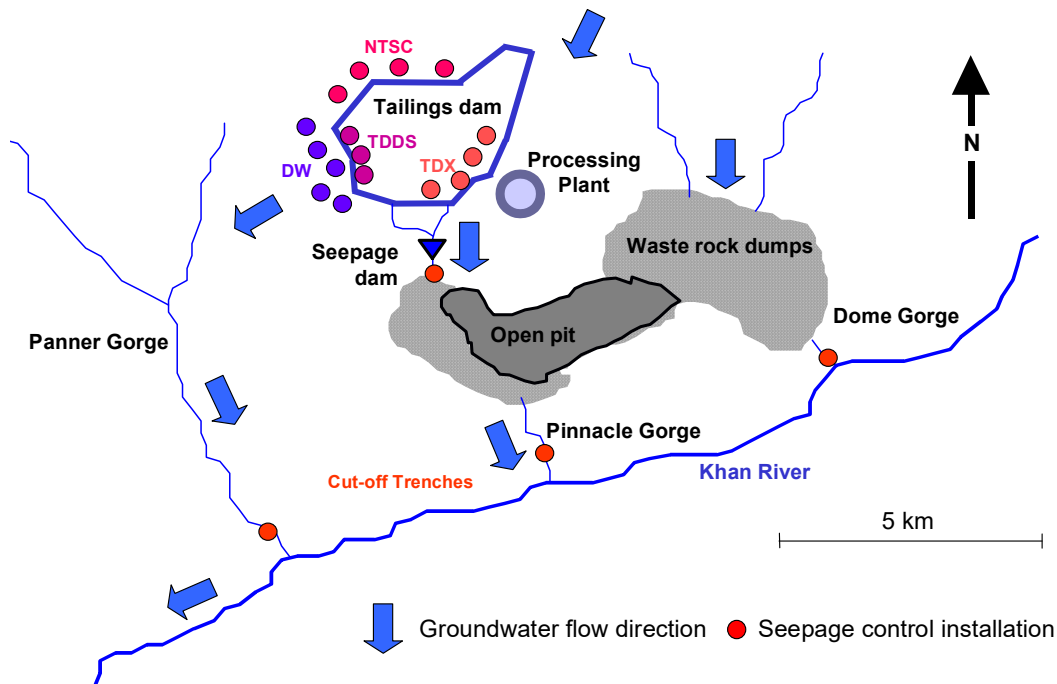 NTSC
Tailings dam
N
TDDS
TDX
DW
Processing
Plant
Seepage
dam
Waste rock dumps
Open pit
Dome Gorge
Panner Gorge
Pinnacle Gorge
Khan River
Cut-off Trenches
5 km
Groundwater flow direction
Seepage control installation